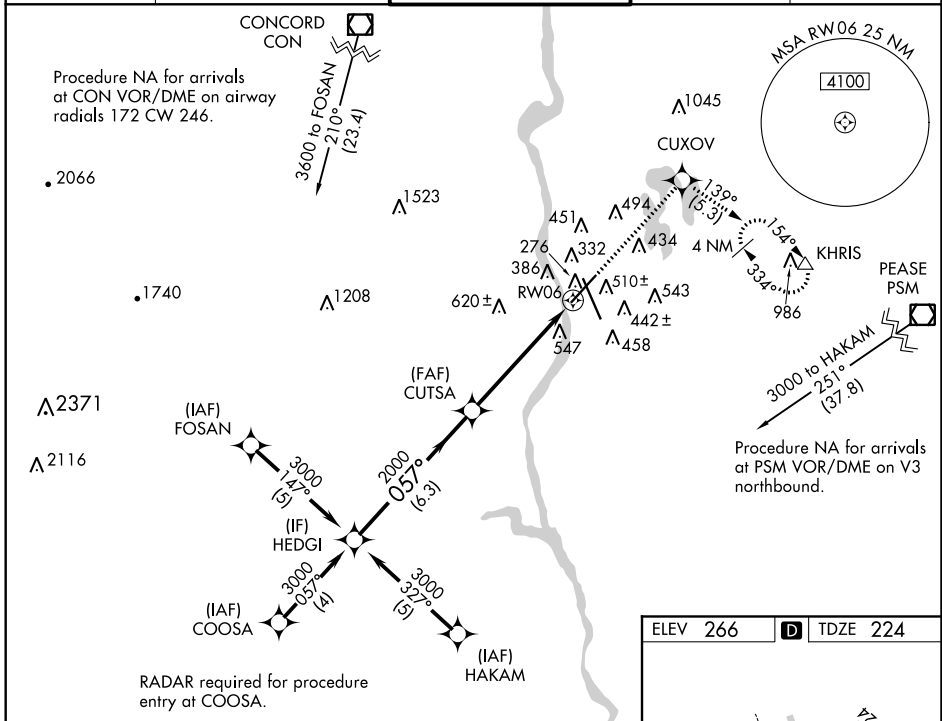 CONCORD
CON
Procedure NA for arrivals
at CON VOR/DME on airway
radials 172 CW 246.
3600 to FOSAN
210°
(23.4)
MSA RW06 25 NM
4100
1045
CUXOV
139°
(5.3)
2066
1523
494
451
434
4 NM
154°
KHRIS
334°
986
276
332
386
RW06
510±
543
PEASE
PSM
1740
1208
620±
442±
547
458
3000 to HAKAM
251°
(37.8)
(FAF)
CUTSA
2371
2116
(IAF)
FOSAN
3000
147°
(5)
2000
057°
(6.3)
Procedure NA for arrivals
at PSM VOR/DME on V3
northbound.
(IF)
HEDGI
3000
057°
(4)
3000
327°
(5)
(IAF)
COOSA
(IAF)
HAKAM
RADAR required for procedure
entry at COOSA.
ELEV 266 D TDZE 224